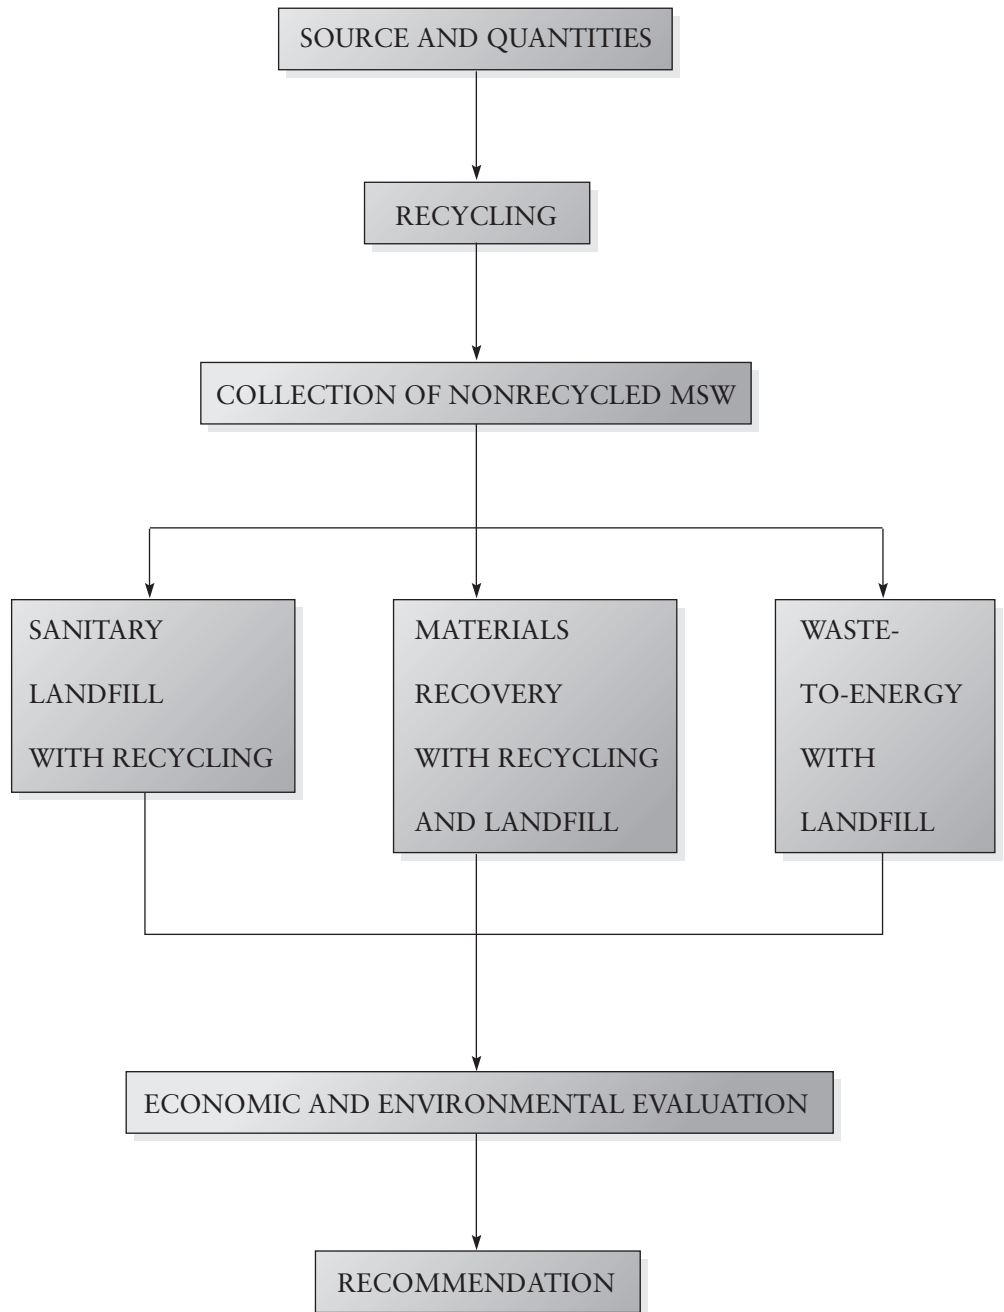 SOURCE AND QUANTITIES
RECYCLING
COLLECTION OF NONRECYCLED MSW
SANITARY
LANDFILL
WITH RECYCLING
MATERIALS
RECOVERY
WITH RECYCLING
AND LANDFILL
WASTE-
TO-ENERGY
WITH
LANDFILL
ECONOMIC AND ENVIRONMENTAL EVALUATION
RECOMMENDATION